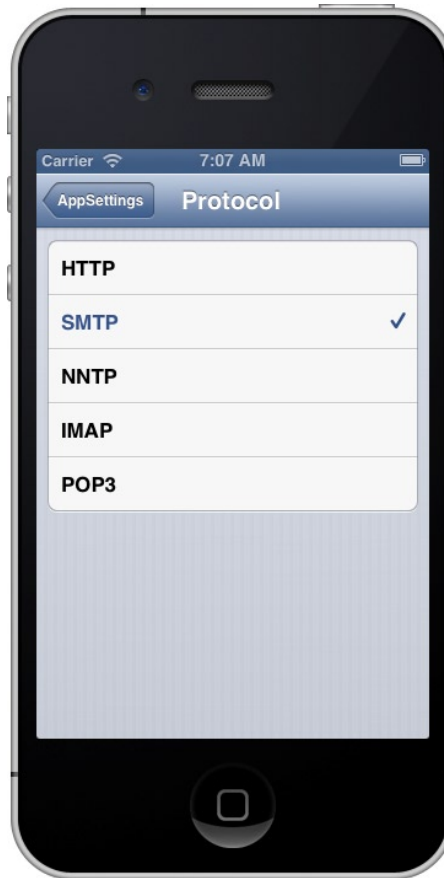 Carrier 7:07 AM
AppSettings Protocol
HTTP
SMTP
NNTP
IMAP
POP3